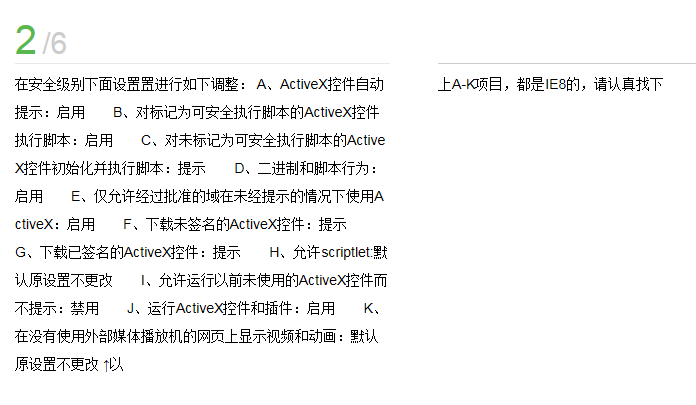 2/6
在安全级别下面设置置进行如下调整： A、ActiveX控件自动
提示：启用 B、对标记为可安全执行脚本的ActiveX控件
执行脚本：启用 C、对未标记为可安全执行脚本的Active
X控件初始化并执行脚本：提示 D、二进制和脚本行为：
启用 E、仅允许经过批准的域在未经提示的情况下使用A
ctiveX：启用 F、下载未签名的ActiveX控件：提示
G、下载已签名的ActiveX控件：提示 H、允许scriptlet:默
认原设置不更改 I、允许运行以前未使用的ActiveX控件而
不提示：禁用 J、运行ActiveX控件和插件：启用 K、
在没有使用外部媒体播放机的网页上显示视频和动画：默认
原设置不更改 ↑以
上A-K项目，都是IE8的，请认真找下